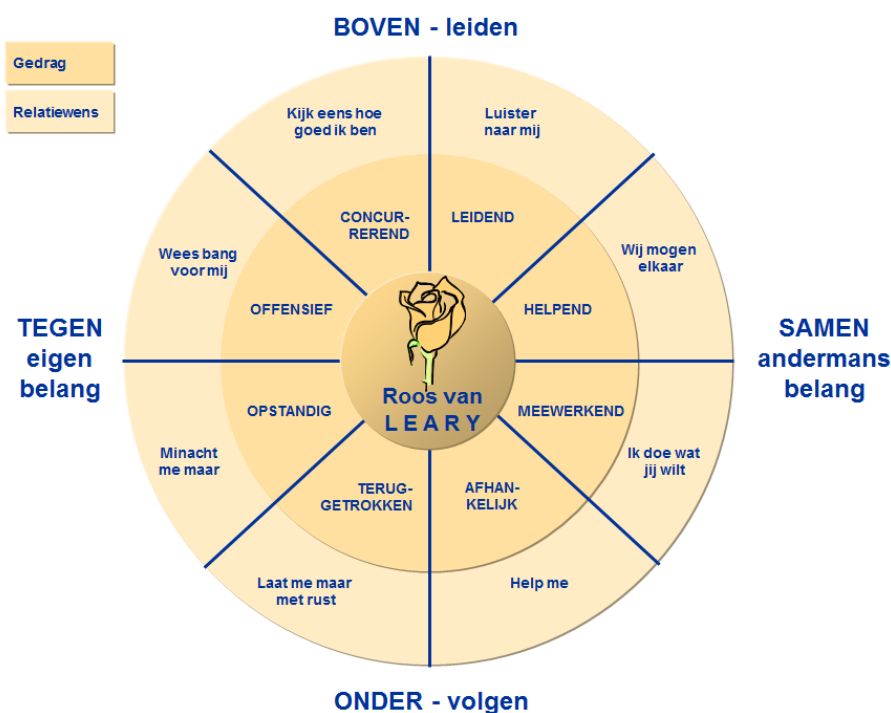 BOVEN - leiden
Gedrag
Relatiewens
Kijk eens hoe
goed ik ben
Luister
naar mij
CONCUR-
REREND
LEIDEND
Wees bang
voor mij
Wij mogen
elkaar
OFFENSIEF
HELPEND
TEGEN
eigen
belang
SAMEN
andermans
belang
Roos van
LEARY
OPSTANDIG
MEEWERKEND
Minacht
me maar
Ik doe wat
jij wilt
TERUG-
GETROKKEN
AFHAN-
KELIJK
Laat me maar
met rust
Help me
ONDER - volgen